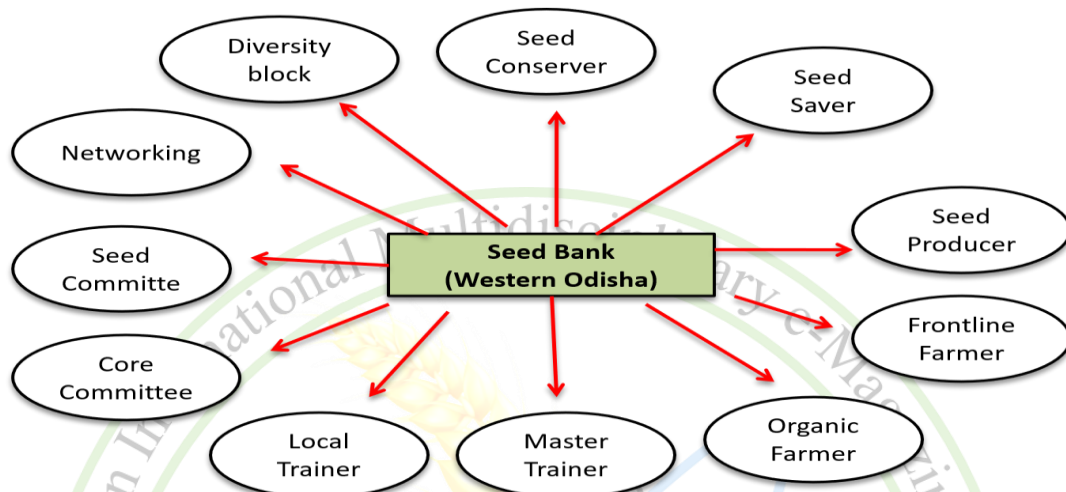 Diversity
block
Seed
Conserver
Seed
Saver
Networking
Seed
Producer
Seed Bank
(Western Odisha)
Seed
Committe
Frontline
Farmer
Core
Committee
Local
Trainer
Master
Trainer
Organic
Farmer